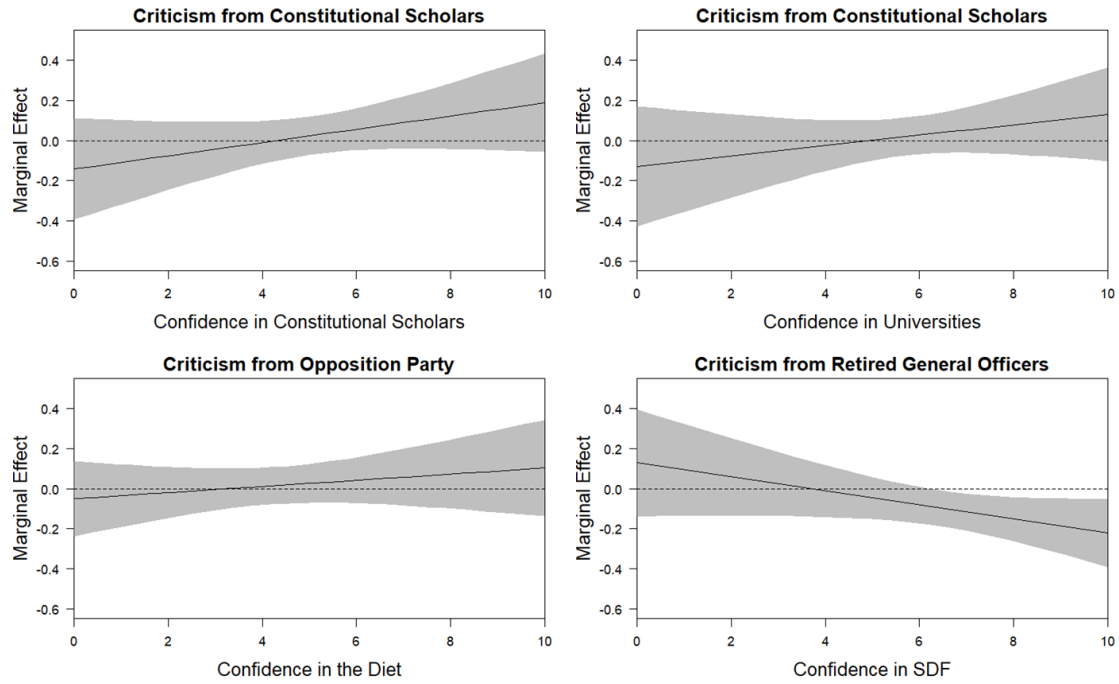 Criticism from Constitutional Scholars
Marginal Effect
0.4
0.2
0.0
-0.2
-0.4
-0.6
0 2 4 6 8 10
Confidence in Constitutional Scholars
Criticism from Constitutional Scholars
Marginal Effect
0.4
0.2
0.0
-0.2
-0.4
-0.6
0 2 4 6 8 10
Confidence in Universities
Criticism from Opposition Party
Marginal Effect
0.4
0.2
0.0
-0.2
-0.4
-0.6
0 2 4 6 8 10
Confidence in the Diet
Criticism from Retired General Officers
Marginal Effect
0.4
0.2
0.0
-0.2
-0.4
-0.6
0 2 4 6 8 10
Confidence in SDF